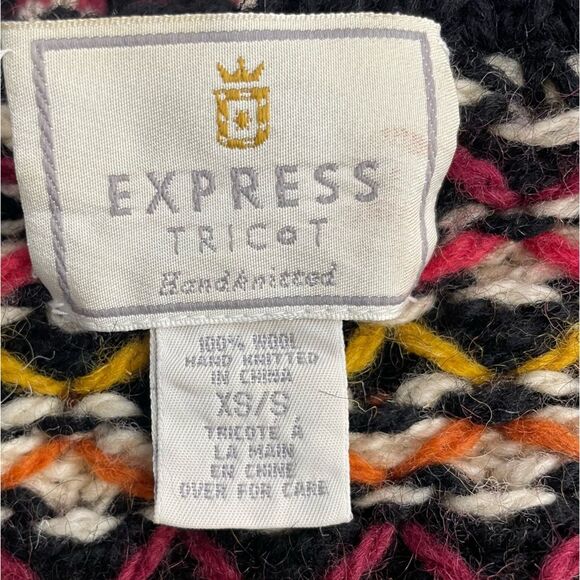 EXPRESS
TRICOT
Handknitted
100% WOOL
HAND KNITTED
IN CHINA
XS/S
TRICOTE À
LA MAIN
EN CHINE
OVER FOR CARE